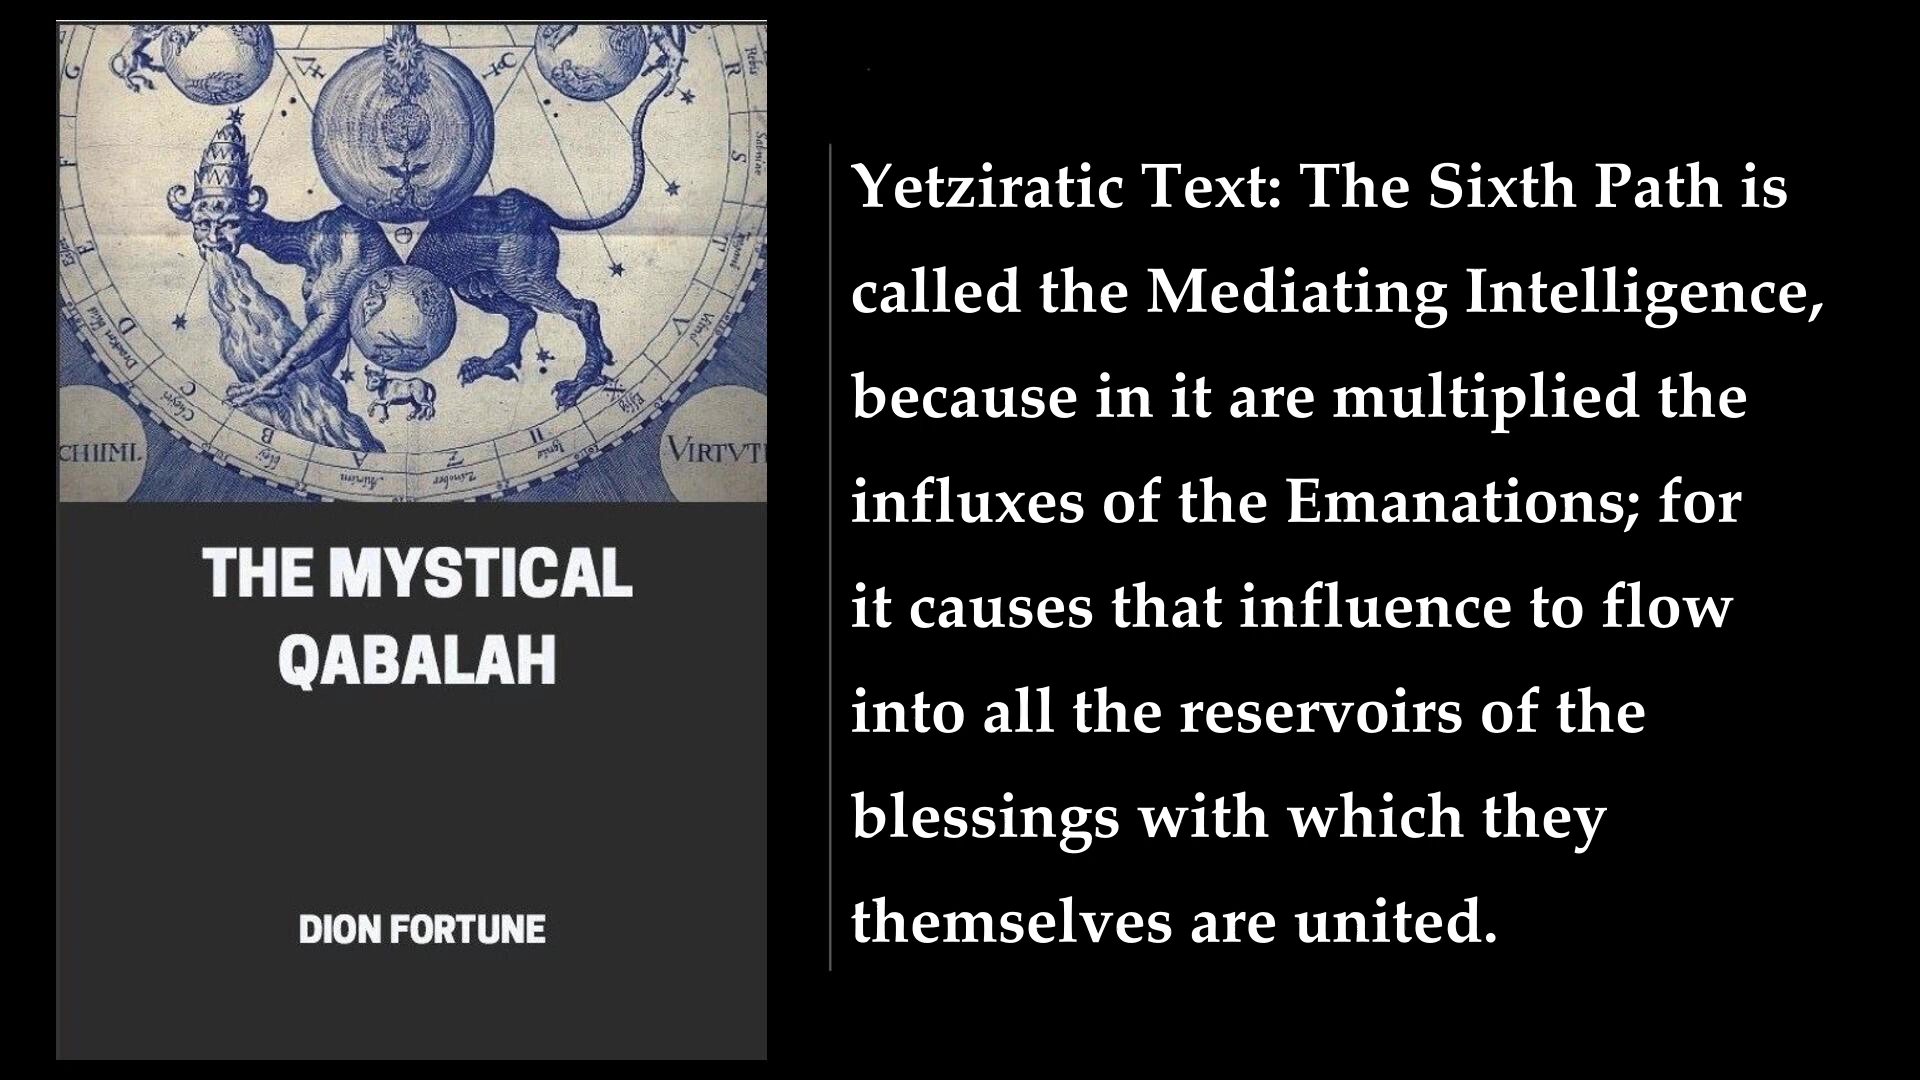 CHIIMI.
VIRTVT
THE MYSTICAL
QABALAH
DION FORTUNE
Yetziratic Text: The Sixth Path is
called the Mediating Intelligence,
because in it are multiplied the
influxes of the Emanations; for
it causes that influence to flow
into all the reservoirs of the
blessings with which they
themselves are united.